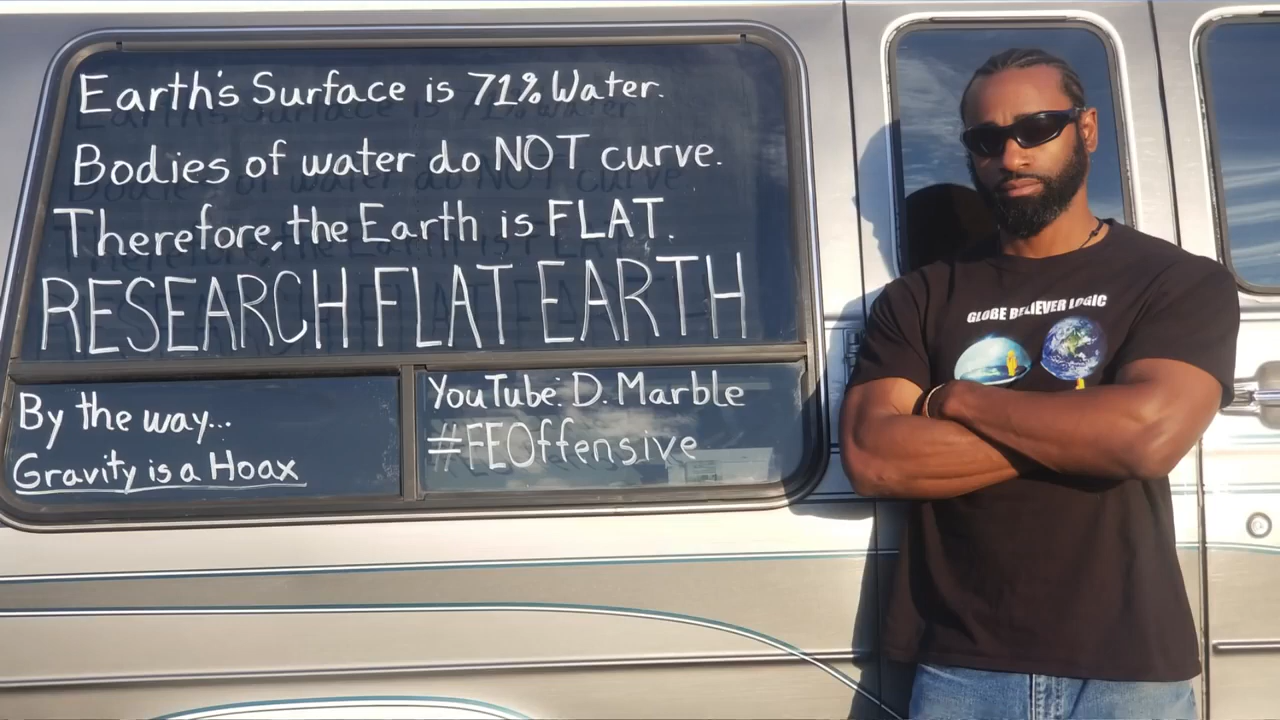 Earth's Surface is 71% Water.
Bodies of water do NOT curve.
Therefore, the Earth is FLAT.
RESEARCH FLAT EARTH
By the way...
Gravity is a Hoax
YouTube: D. Marble
#FEOffensive
GLOBE BELIEVER LOGIC